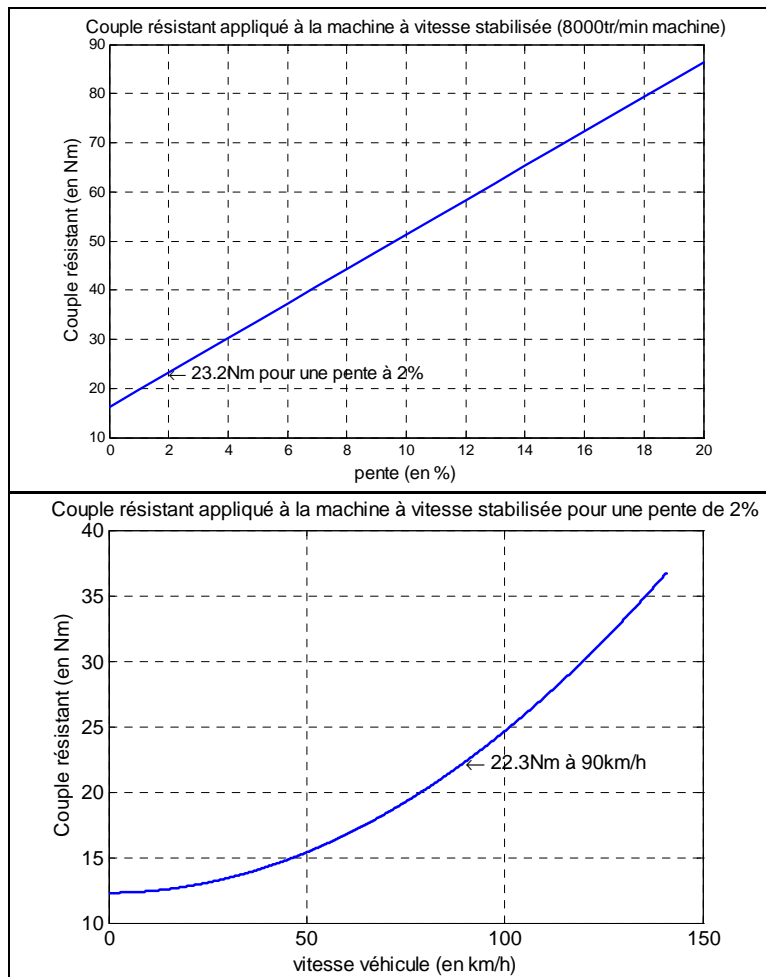 Couple résistant appliqué à la machine à vitesse stabilisée (8000tr/min machine)
90
80
70
60
50
40
30
20
10
Couple résistant (en Nm)
← 23.2Nm pour une pente à 2%
0 2 4 6 8 10 12 14 16 18 20
pente (en %)
Couple résistant appliqué à la machine à vitesse stabilisée pour une pente de 2%
40
35
30
25
20
15
10
Couple résistant (en Nm)
← 22.3Nm à 90km/h
0 50 100 150
vitesse véhicule (en km/h)